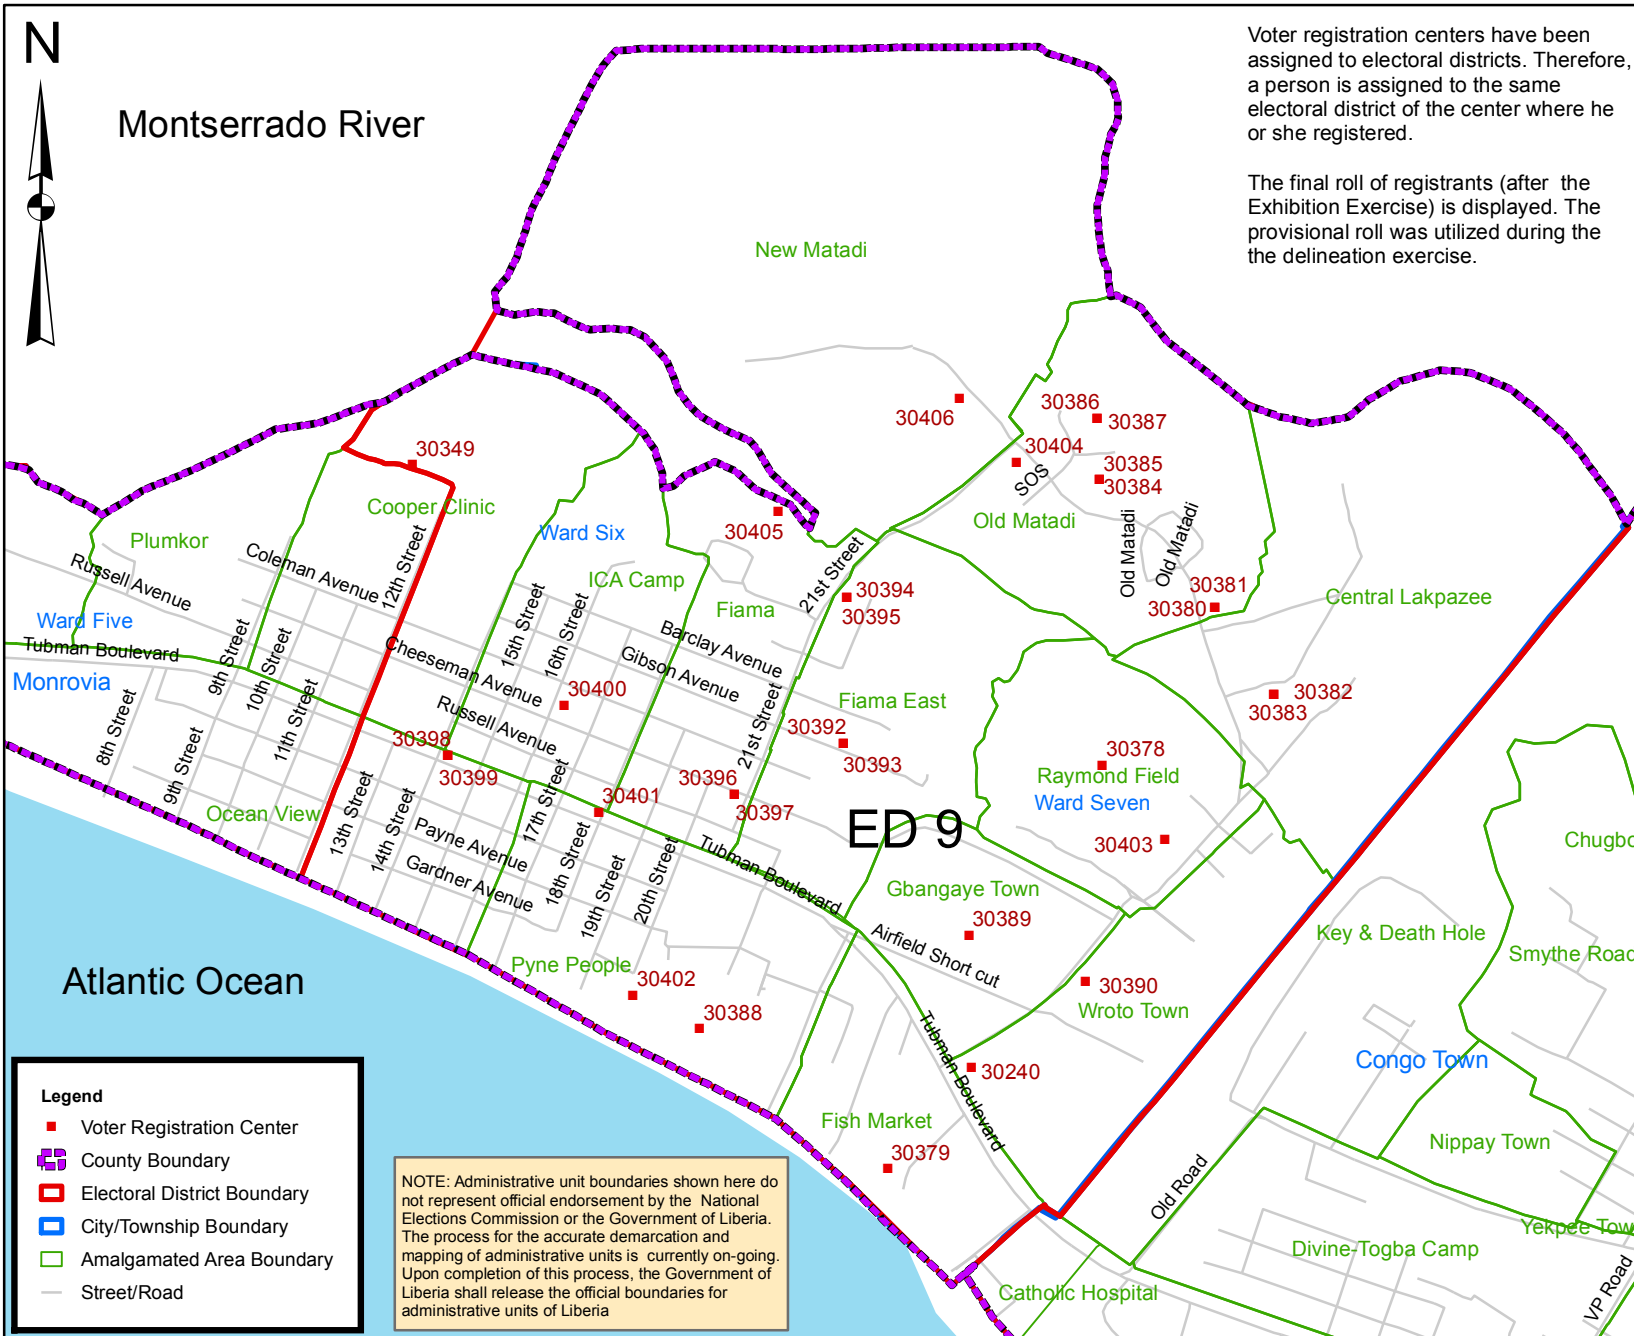 N
Montserrado River
Voter registration centers have been
assigned to electoral districts. Therefore,
a person is assigned to the same
electoral district of the center where he
or she registered.
The final roll of registrants (after the
Exhibition Exercise) is displayed. The
provisional roll was utilized during the
the delineation exercise.
New Matadi
30406
30386
30387
30404
30385
30384
SOS
Old Matadi
Old Matadi
Old Matadi
30381
30380
Central Lakpazee
30349
Cooper Clinic
30405
Ward Six
ICA Camp
Fiama
Plumkor
Coleman Avenue
Russell Avenue
12th Street
Ward Five
Tubman Boulevard
Monrovia
21st Street
30394
30395
Barclay Avenue
Gibson Avenue
Cheeseman Avenue
Russell Avenue
15th Street
16th Street
9th Street
10th Street
11th Street
8th Street
9th Street
30400
30398
30399
Fiama East
30392
30393
21st Street
30396
30397
30401
30382
30383
30378
Raymond Field
Ward Seven
30403
ED 9
Ocean View
13th Street
14th Street
Payne Avenue
Gardner Avenue
17th Street
18th Street
19th Street
20th Street
Tubman Boulevard
Gbangaye Town
30389
Airfield Short cut
30390
Wroto Town
Chugbo
Key & Death Hole
Smythe Road
Atlantic Ocean
Pyne People
30402
30388
Tubman Boulevard
30240
Congo Town
Fish Market
30379
Nippay Town
Old Road
Yekpee Tow
Divine-Togba Camp
Catholic Hospital
VP Road
Legend
Voter Registration Center
County Boundary
Electoral District Boundary
City/Township Boundary
Amalgamated Area Boundary
Street/Road
NOTE: Administrative unit boundaries shown here do
not represent official endorsement by the National
Elections Commission or the Government of Liberia.
The process for the accurate demarcation and
mapping of administrative units is currently on-going.
Upon completion of this process, the Government of
Liberia shall release the official boundaries for
administrative units of Liberia